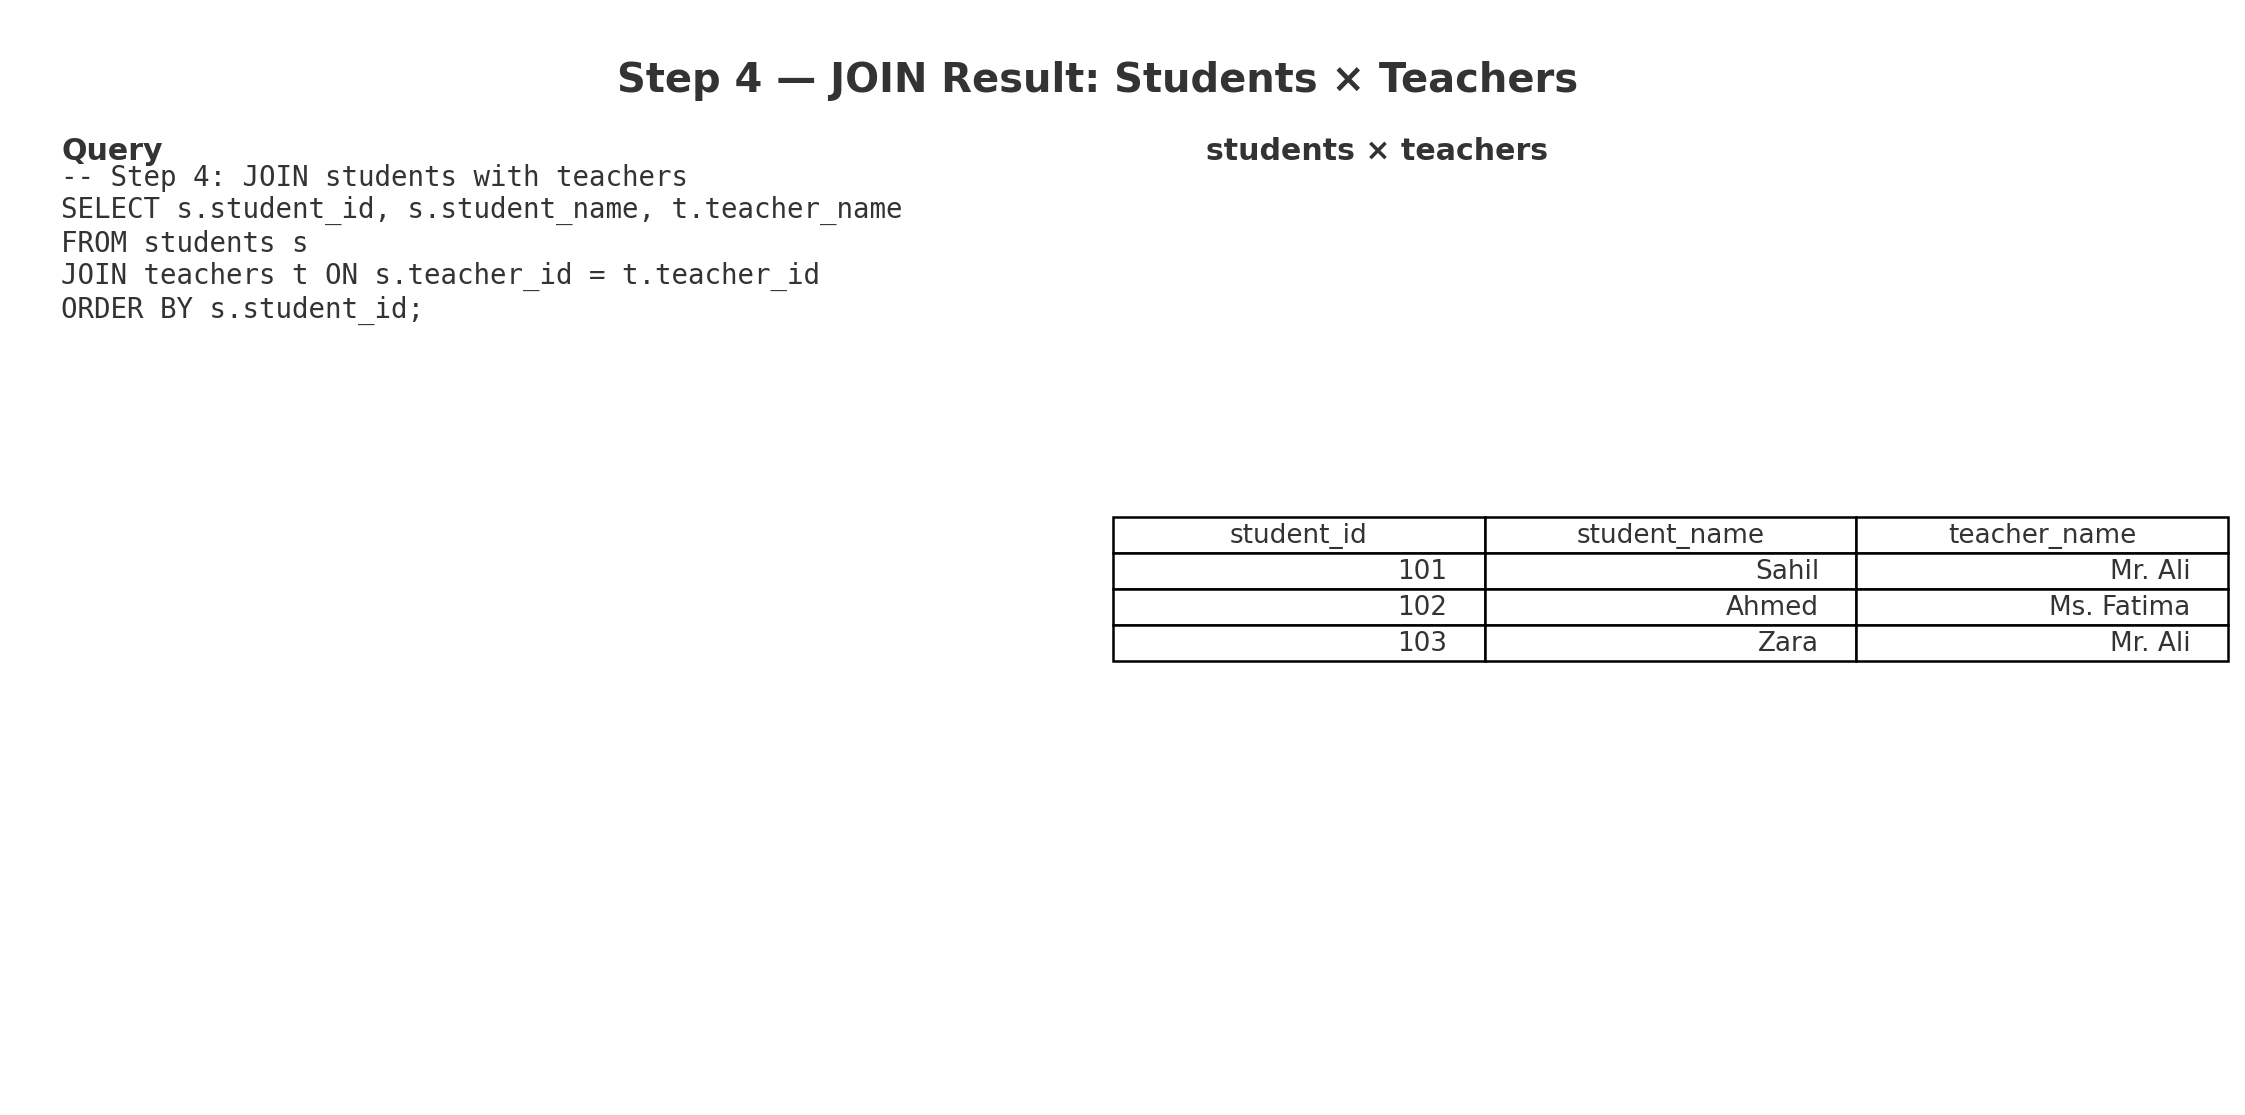 Step 4 — JOIN Result: Students × Teachers
Query
-- Step 4: JOIN students with teachers
SELECT s.student_id, s.student_name, t.teacher_name
FROM students s
JOIN teachers t ON s.teacher_id = t.teacher_id
ORDER BY s.student_id;
students × teachers
student_id student_name teacher_name
101 Sahil Mr. Ali
102 Ahmed Ms. Fatima
103 Zara Mr. Ali